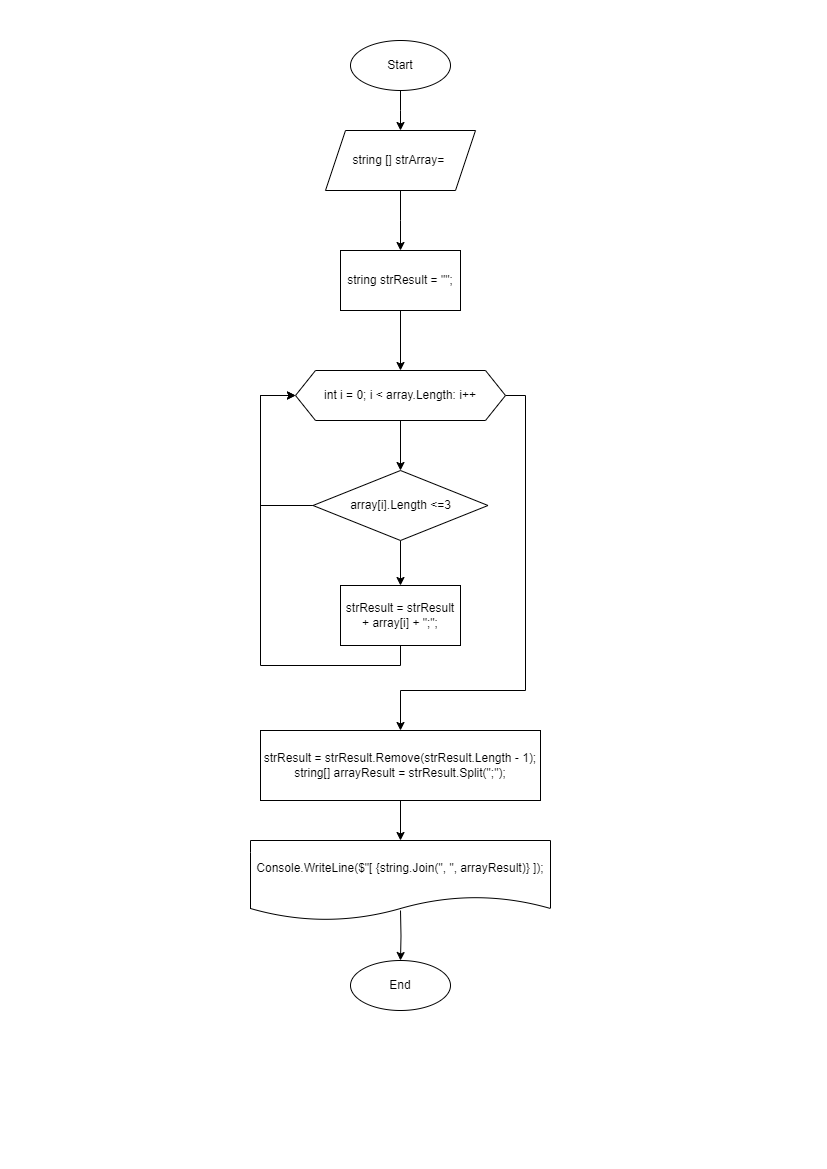 Start
string [] strArray=
string strResult = "";
int i = 0; i < array.Length: i++
array[i].Length <=3
strResult = strResult
+ array[i] + ";";
strResult = strResult.Remove(strResult.Length - 1);
string[] arrayResult = strResult.Split(";");
Console.WriteLine($"[ {string.Join(", ", arrayResult)} ]);
End